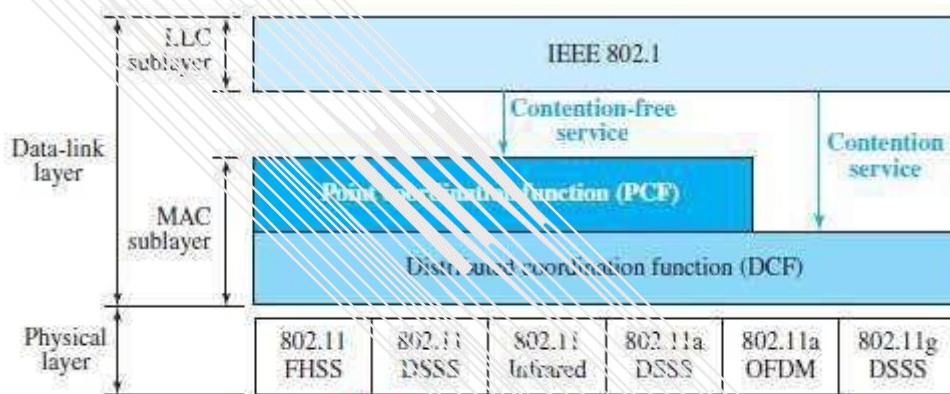 LLC
sublayer
IEEE 802.1
Contention-free
service
Contention
service
Data-link
layer
MAC
sublayer
Point coordination function (PCF)
Distributed coordination function (DCF)
Physical
layer
802.11
FHSS
802.11
DSSS
802.11
Infrared
802.11a
DSSS
802.11a
OFDM
802.11g
DSSS